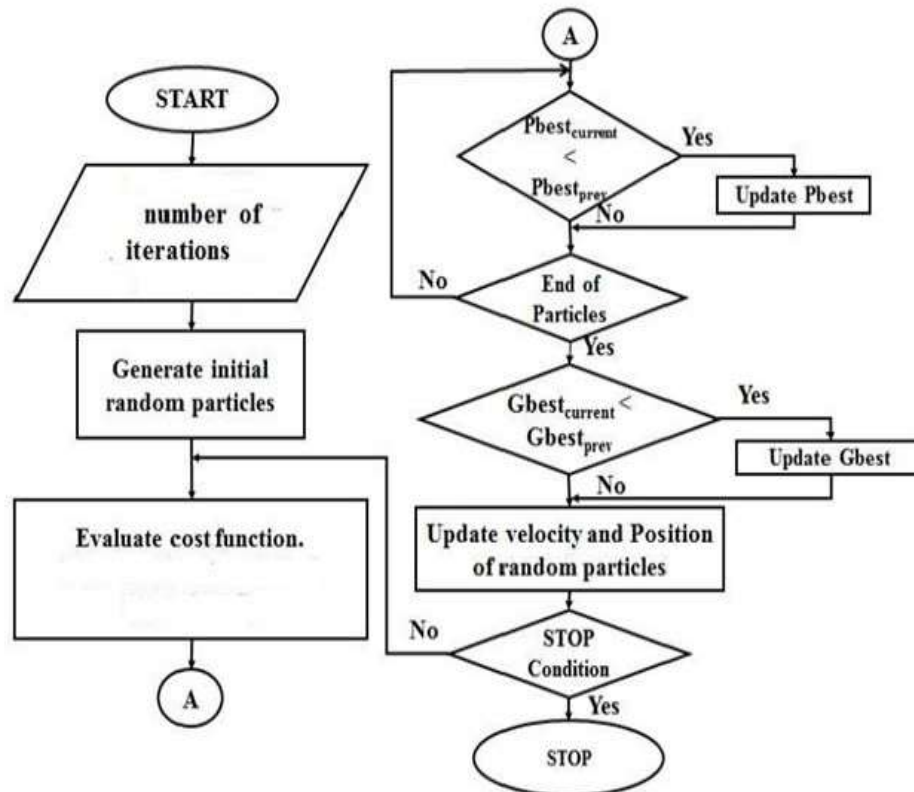 START
number of
iterations
Generate initial
random particles
Evaluate cost function.
A
A
Pbest_current
<
Pbest_prev
Yes
Update Pbest
No
End of
Particles
No
Yes
Gbest_current <
Gbest_prev
Yes
Update Gbest
No
Update velocity and Position
of random particles
STOP
Condition
No
Yes
STOP